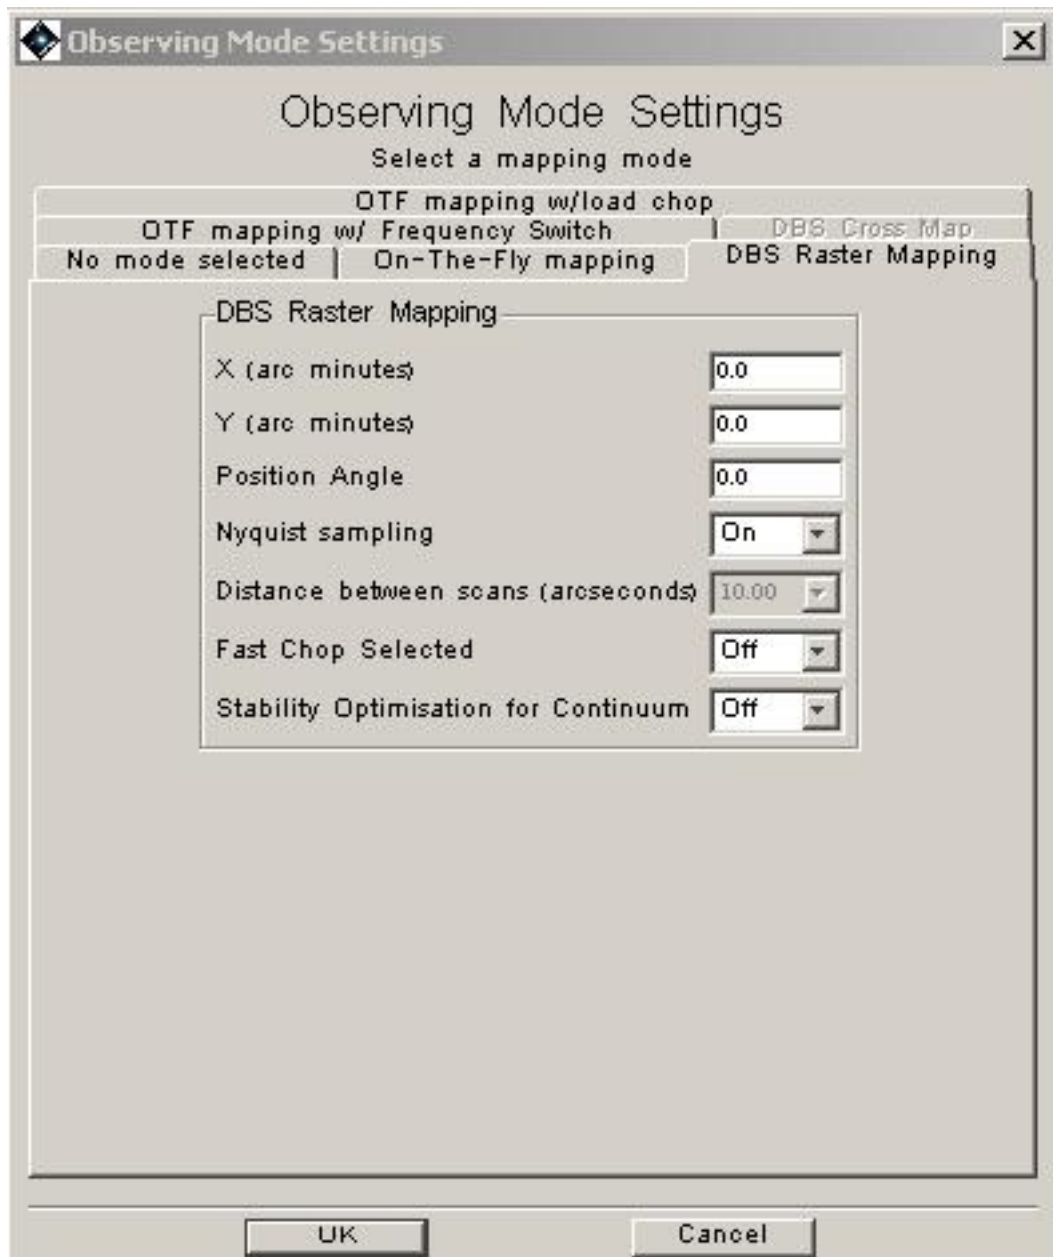 Observing Mode Settings
Observing Mode Settings
Select a mapping mode
OTF mapping w/load chop
OTF mapping w/ Frequency Switch DBS Cross Map
No mode selected On-The-Fly mapping DBS Raster Mapping
DBS Raster Mapping
X (arc minutes) 0.0
Y (arc minutes) 0.0
Position Angle 0.0
Nyquist sampling On
Distance between scans (arcseconds) 10.00
Fast Chop Selected Off
Stability Optimisation for Continuum Off
OK Cancel